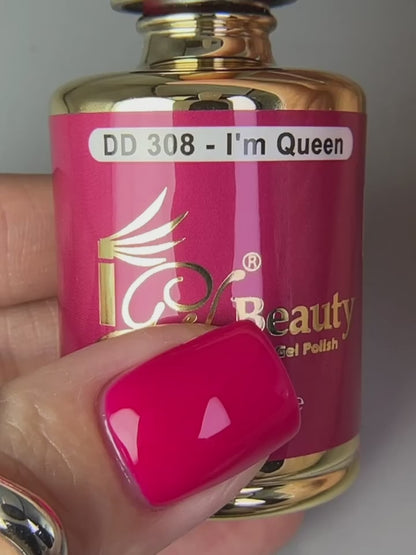 DD 308 - I'm Queen
®
Beauty
Gel Polish